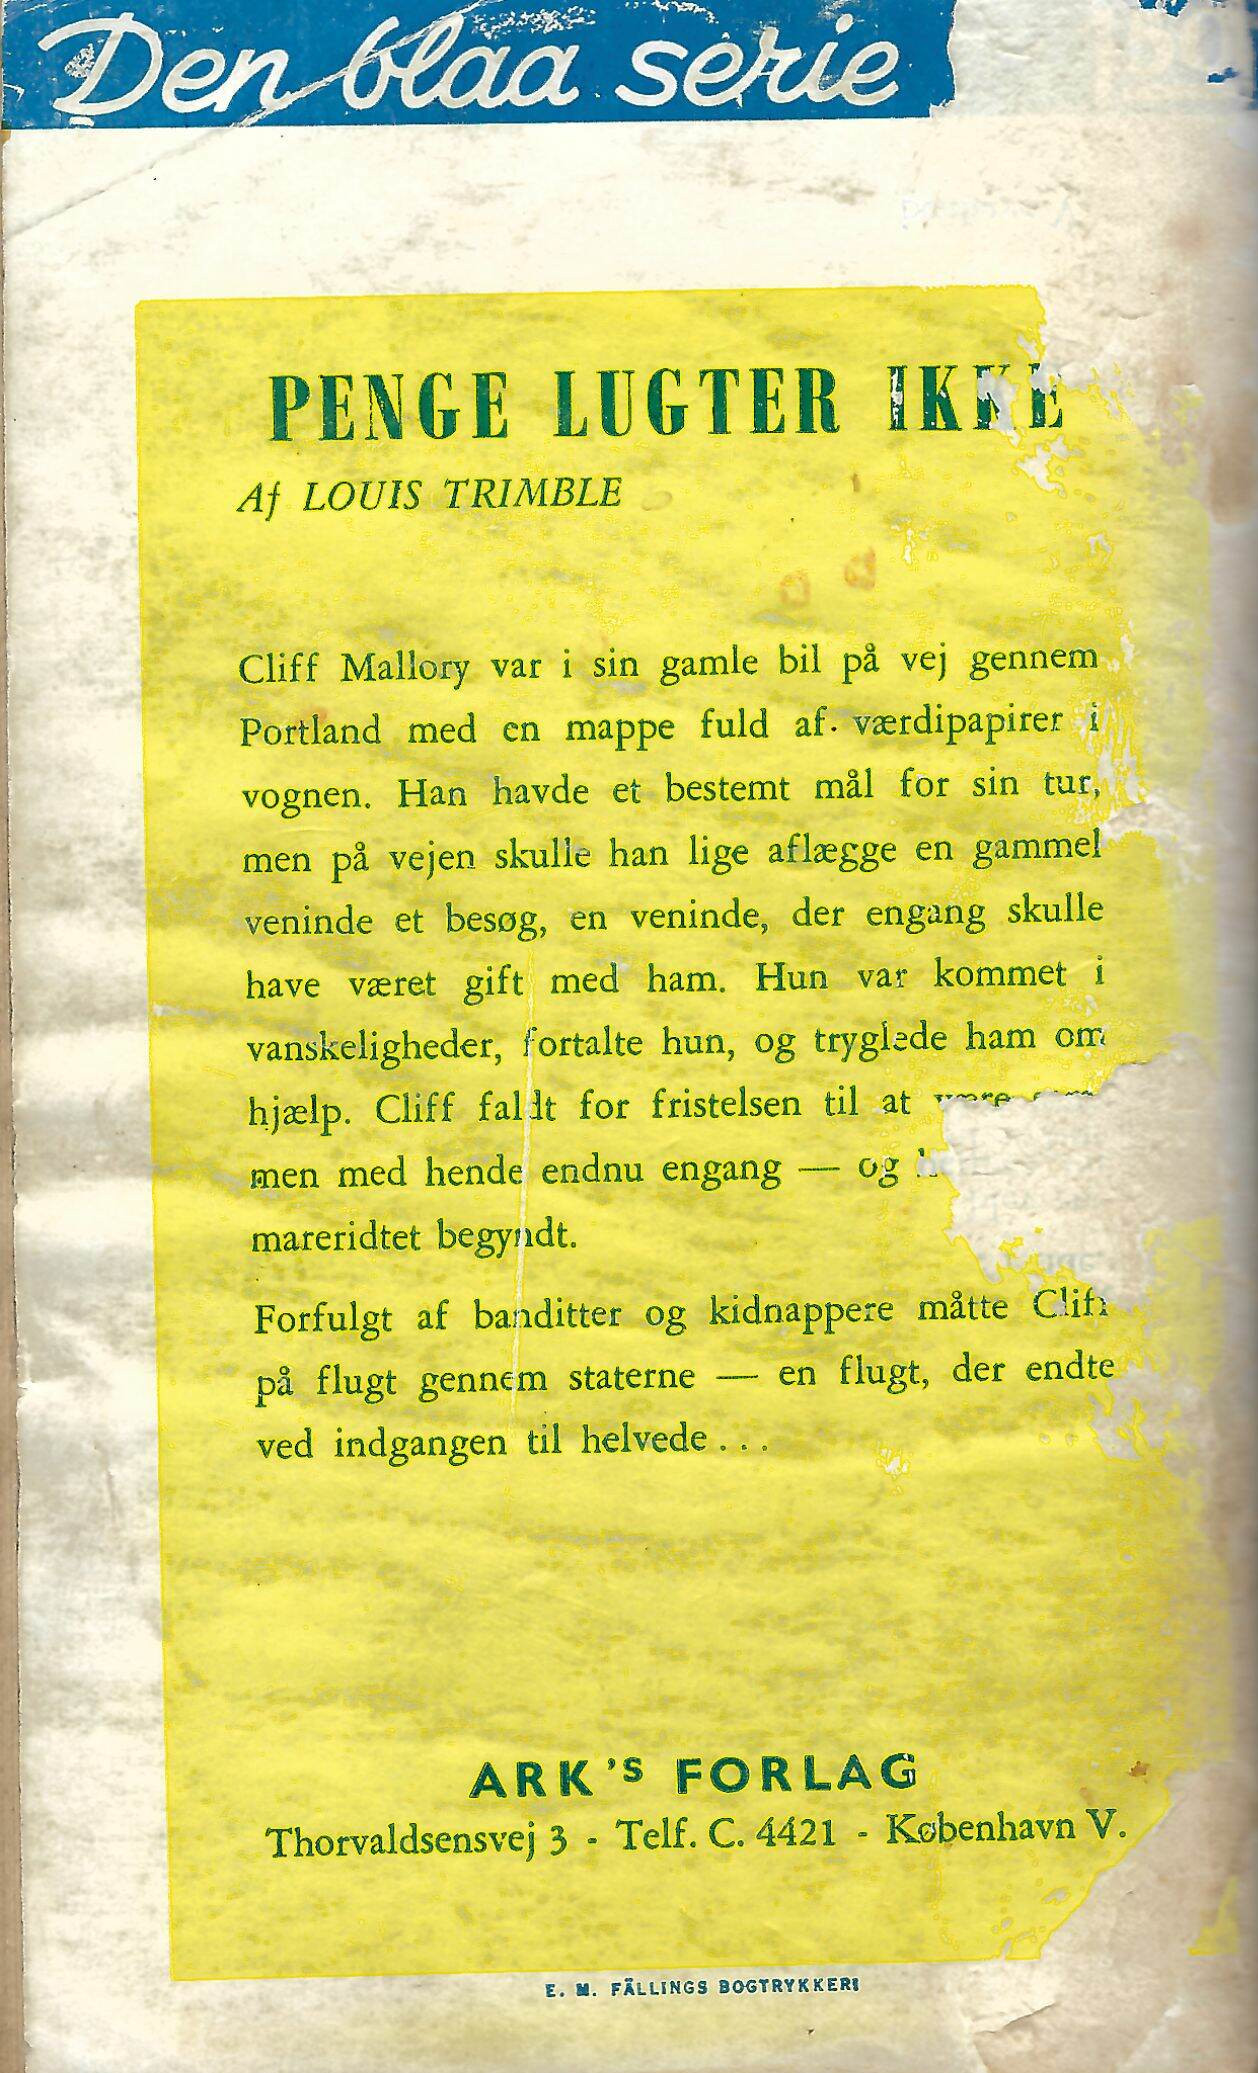 Den blaa serie
PENGE LUGTER IKKE
Af LOUIS TRIMBLE
Cliff Mallory var i sin gamle bil på vej gennem
Portland med en mappe fuld af værdipapirer i
vognen. Han havde et bestemt mål for sin tur,
men på vejen skulle han lige aflægge en gammel
veninde et besøg, en veninde, der engang skulle
have været gift med ham. Hun var kommet i
vanskeligheder, fortalte hun, og tryglede ham om
hjælp. Cliff faldt for fristelsen til at være
men med hende endnu engang — og
mareridtet begyndt.
Forfulgt af banditter og kidnappere måtte Cliff
på flugt gennem staterne — en flugt, der endte
ved indgangen til helvede . . .
ARK'S FORLAG
Thorvaldsensvej 3 - Telf. C. 4421 - København V.
E. M. FÄLLINGS BOGTRYKKERI